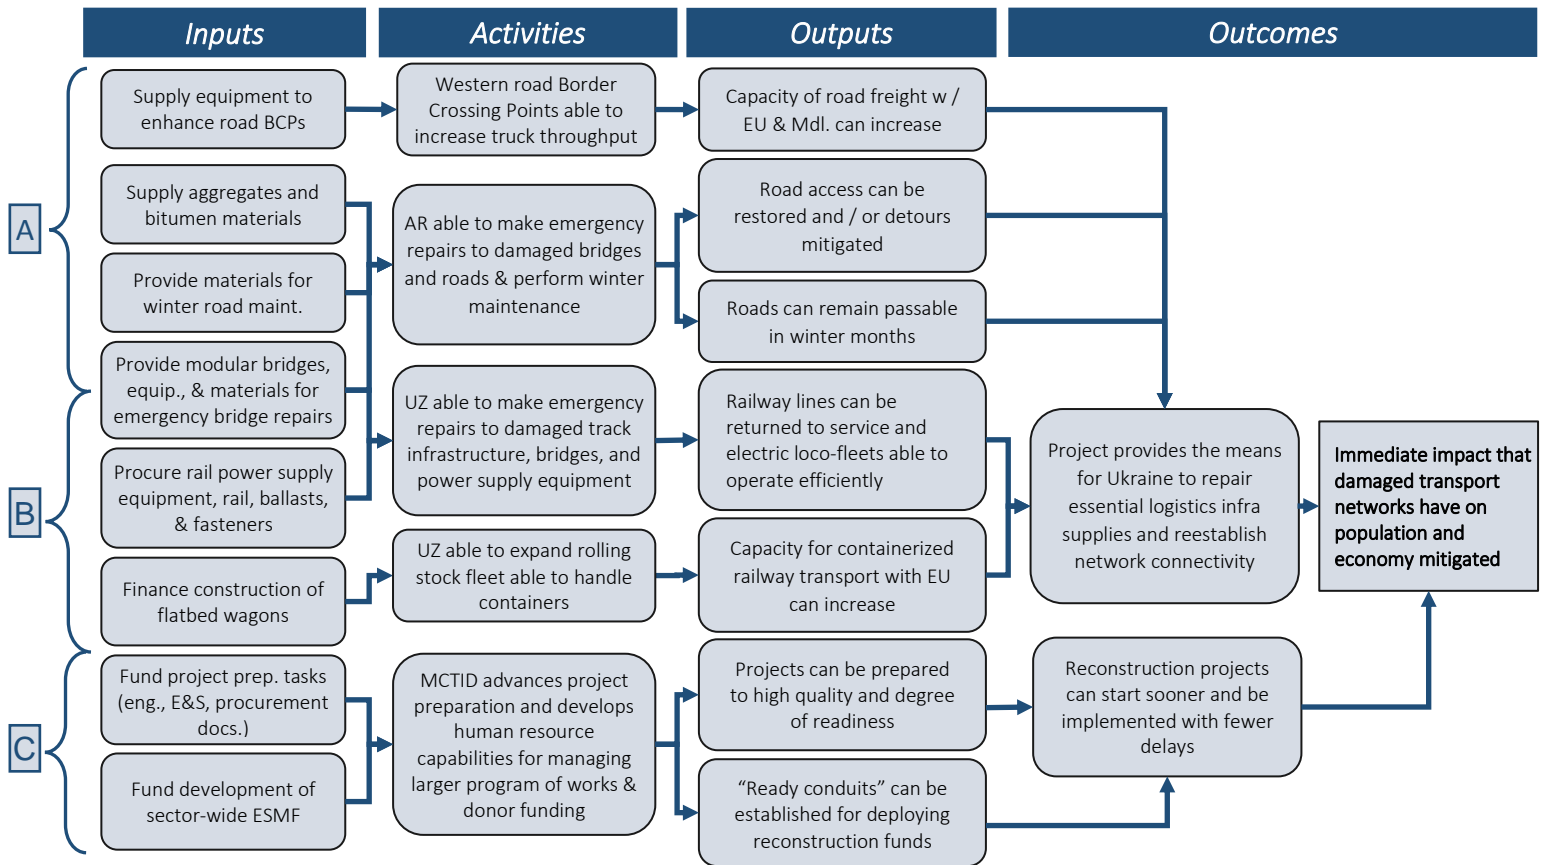 Inputs
Activities
Outputs
Outcomes
A
Supply equipment to
enhance road BCPs
Supply aggregates and
bitumen materials
Provide materials for
winter road maint.
Provide modular bridges,
equip., & materials for
emergency bridge repairs
B
Procure rail power supply
equipment, rail, ballasts,
& fasteners
Finance construction of
flatbed wagons
C
Fund project prep. tasks
(eng., E&S, procurement
docs.)
Fund development of
sector-wide ESMF
Western road Border
Crossing Points able to
increase truck throughput
AR able to make emergency
repairs to damaged bridges
and roads & perform winter
maintenance
UZ able to make emergency
repairs to damaged track
infrastructure, bridges, and
power supply equipment
UZ able to expand rolling
stock fleet able to handle
containers
MCTID advances project
preparation and develops
human resource
capabilities for managing
larger program of works &
donor funding
Capacity of road freight w /
EU & Mdl. can increase
Road access can be
restored and / or detours
mitigated
Roads can remain passable
in winter months
Railway lines can be
returned to service and
electric loco-fleets able to
operate efficiently
Capacity for containerized
railway transport with EU
can increase
Projects can be prepared
to high quality and degree
of readiness
“Ready conduits” can be
established for deploying
reconstruction funds
Project provides the means
for Ukraine to repair
essential logistics infra
supplies and reestablish
network connectivity
Reconstruction projects
can start sooner and be
implemented with fewer
delays
Immediate impact that
damaged transport
networks have on
population and
economy mitigated